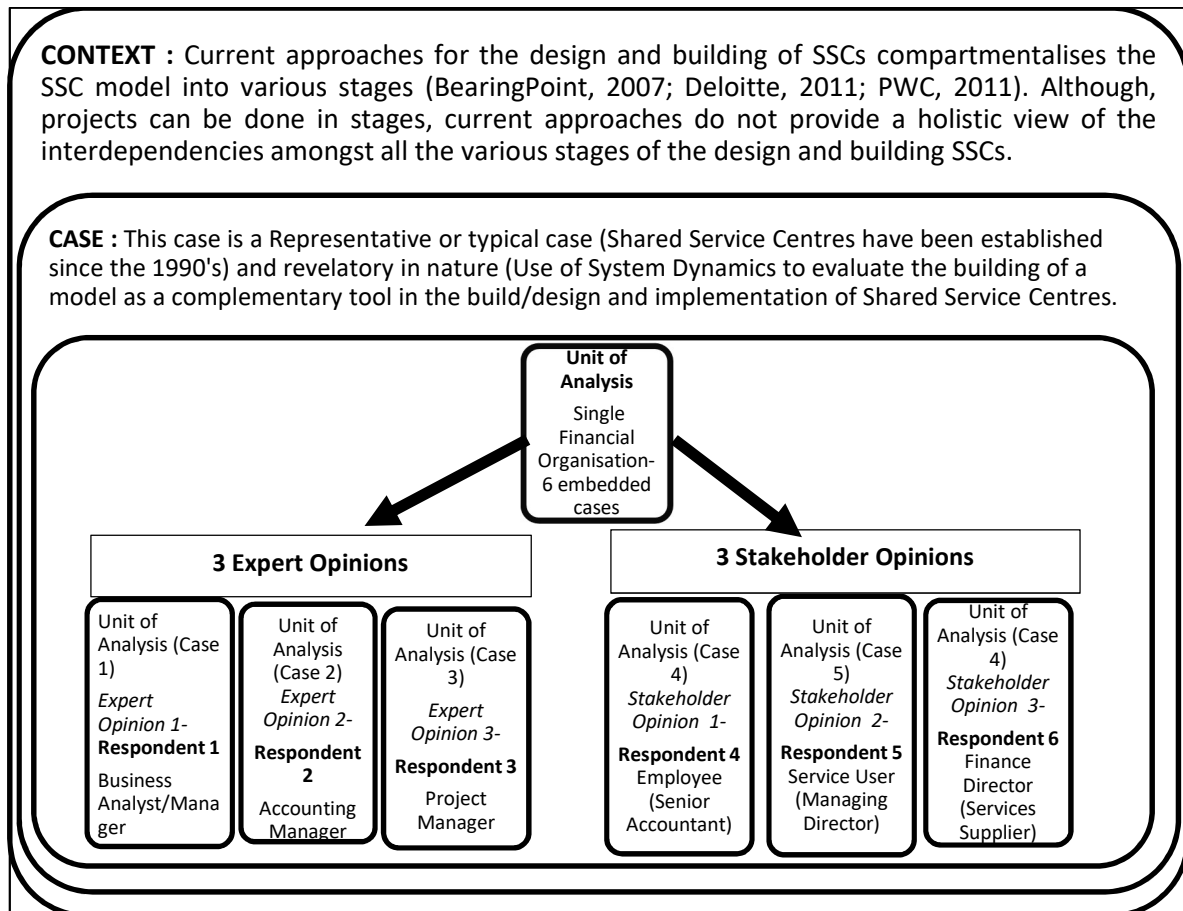 CONTEXT : Current approaches for the design and building of SSCs compartmentalises the
SSC model into various stages (BearingPoint, 2007; Deloitte, 2011; PWC, 2011). Although,
projects can be done in stages, current approaches do not provide a holistic view of the
interdependencies amongst all the various stages of the design and building SSCs.
CASE : This case is a Representative or typical case (Shared Service Centres have been established
since the 1990's) and revelatory in nature (Use of System Dynamics to evaluate the building of a
model as a complementary tool in the build/design and implementation of Shared Service Centres.
Unit of
Analysis
Single
Financial
Organisation-
6 embedded
cases
3 Expert Opinions
Unit of
Analysis (Case
1)
Expert
Opinion 1-
Respondent 1
Business
Analyst/Mana
ger
Unit of
Analysis
(Case 2)
Expert
Opinion 2-
Respondent
2
Accounting
Manager
Unit of
Analysis (Case
3)
Expert
Opinion 3-
Respondent 3
Project
Manager
3 Stakeholder Opinions
Unit of
Analysis (Case
4)
Stakeholder
Opinion 1-
Respondent 4
Employee
(Senior
Accountant)
Unit of
Analysis (Case
5)
Stakeholder
Opinion 2-
Respondent 5
Service User
(Managing
Director)
Unit of
Analysis (Case
4)
Stakeholder
Opinion 3-
Respondent 6
Finance
Director
(Services
Supplier)